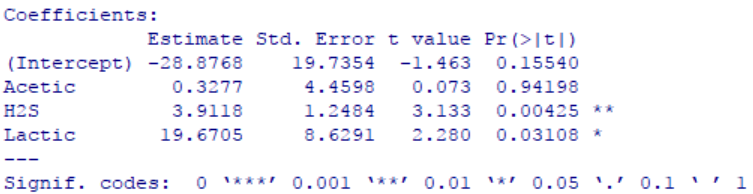 Coefficients:
            Estimate Std. Error t value Pr(>|t|)
(Intercept) -28.8768    19.7354  -1.463  0.15540
Acetic        0.3277     4.4598   0.073  0.94198
H2S           3.9118     1.2484   3.133  0.00425 **
Lactic       19.6705     8.6291   2.280  0.03108 *
---
Signif. codes:  0 ‘***’ 0.001 ‘**’ 0.01 ‘*’ 0.05 ‘.’ 0.1 ‘ ’ 1